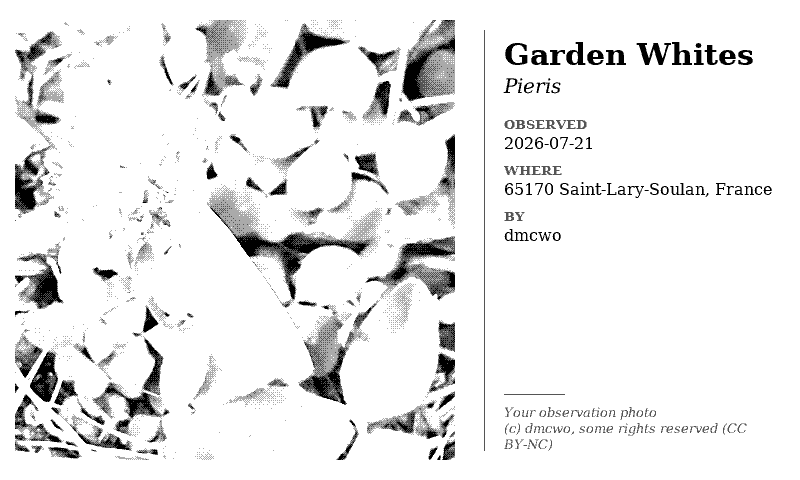 Garden Whites
Pieris
OBSERVED
2026-07-21
WHERE
65170 Saint-Lary-Soulan, France
BY
dmcwo
Your observation photo
(c) dmcwo, some rights reserved (CC
BY-NC)